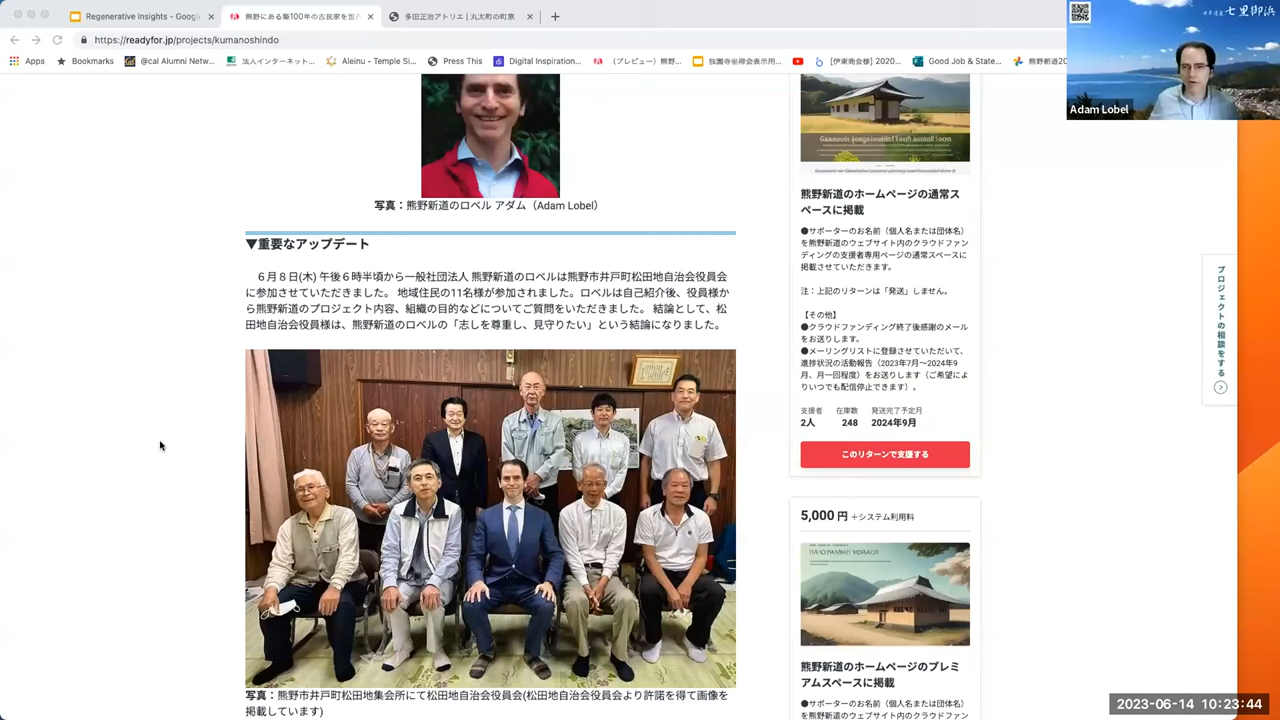 Regenerative Insights - Googl
熊野にある築100年の古民家を世界
多田正治アトリエ | 丸太町の町家
https://readyfor.jp/projects/kumanoshindo
Apps
Bookmarks
@cal Alumni Netw...
法人インターネット...
Aleinu - Temple Si...
Press This
Digital Inspiration...
(プレビュー) 熊野...
独園寺坐禅会表示用...
[伊東商会様] 2020...
Good Job & State...
熊野新道20
世界遺産 七里御浜
Adam Lobel
写真：熊野新道のロベル アダム（Adam Lobel）
▼重要なアップデート
６月８日(木) 午後６時半頃から一般社団法人 熊野新道のロベルは熊野市井戸町松田地自治会役員会
に参加させていただきました。 地域住民の11名様が参加されました。ロベルは自己紹介後、役員様か
ら熊野新道のプロジェクト内容、組織の目的などについてご質問をいただきました。 結論として、松
田地自治会役員様は、熊野新道のロベルの「志しを尊重し、見守りたい」という結論になりました。
写真：熊野市井戸町松田地集会所にて松田地自治会役員会(松田地自治会役員会より許諾を得て画像を
掲載しています)
熊野新道のホームページの通常ス
ペースに掲載
●サポーターのお名前（個人名または団体名）
を熊野新道のウェブサイト内のクラウドファン
ディングの支援者専用ページの通常スペースに
掲載させていただきます。
注：上記のリターンは「発送」しません。
【その他】
●クラウドファンディング終了後感謝のメール
をお送りします。
●メーリングリストに登録させていただいて、
進捗状況の活動報告（2023年7月〜2024年9
月、月一回程度）をお送りします（ご希望によ
りいつでも配信停止できます）。
支援者 在庫数 発送完了予定月
2人 248 2024年9月
このリターンで支援する
5,000 円 ＋システム利用料
熊野新道のホームページのプレミ
アムスペースに掲載
●サポーターのお名前（個人名または団体名）
を熊野新道のウェブサイト内のクラウドファン
プロジェクトの相談をする
2023-06-14 10:23:44